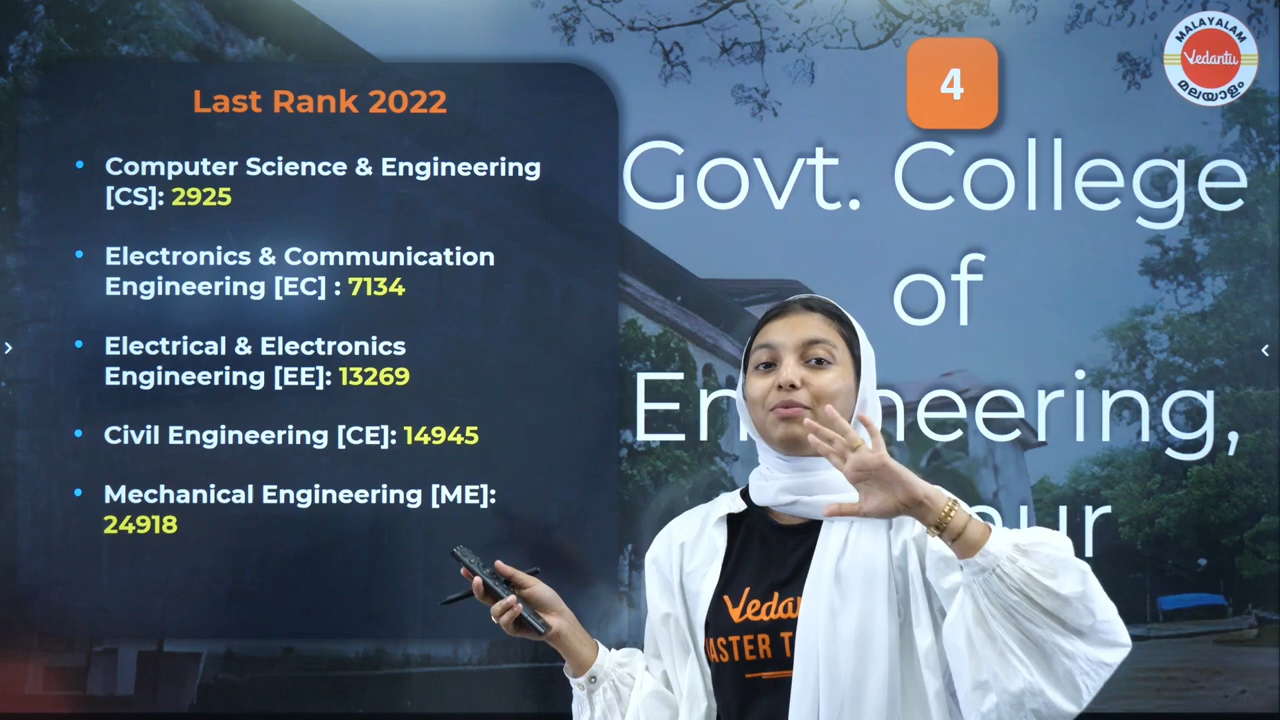 Last Rank 2022
• Computer Science & Engineering
[CS]: 2925
• Electronics & Communication
Engineering [EC] : 7134
• Electrical & Electronics
Engineering [EE]: 13269
• Civil Engineering [CE]: 14945
• Mechanical Engineering [ME]:
24918
4
Govt. College
of
MALAYALAM
Vedantu
മലയാളം